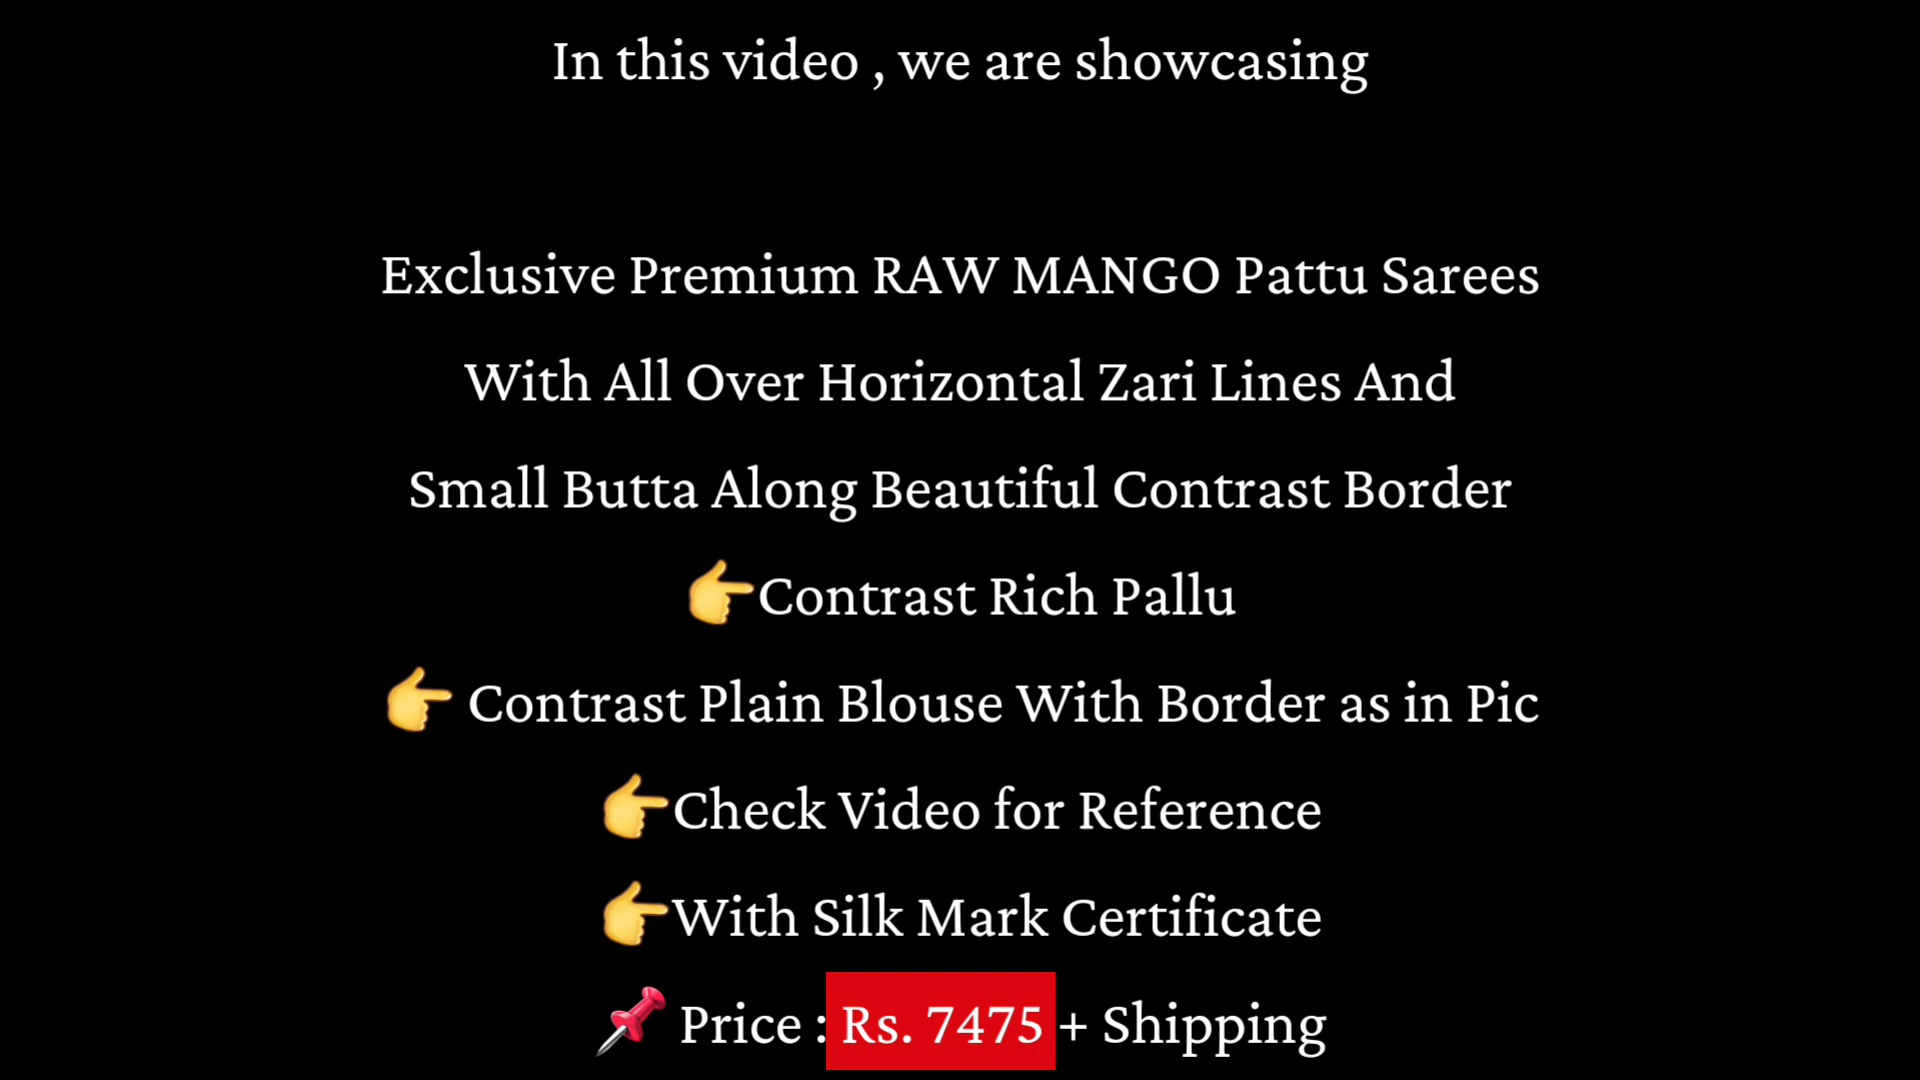 In this video , we are showcasing
Exclusive Premium RAW MANGO Pattu Sarees
With All Over Horizontal Zari Lines And
Small Butta Along Beautiful Contrast Border
👉Contrast Rich Pallu
👉 Contrast Plain Blouse With Border as in Pic
👉Check Video for Reference
👉With Silk Mark Certificate
📌 Price : Rs. 7475 + Shipping